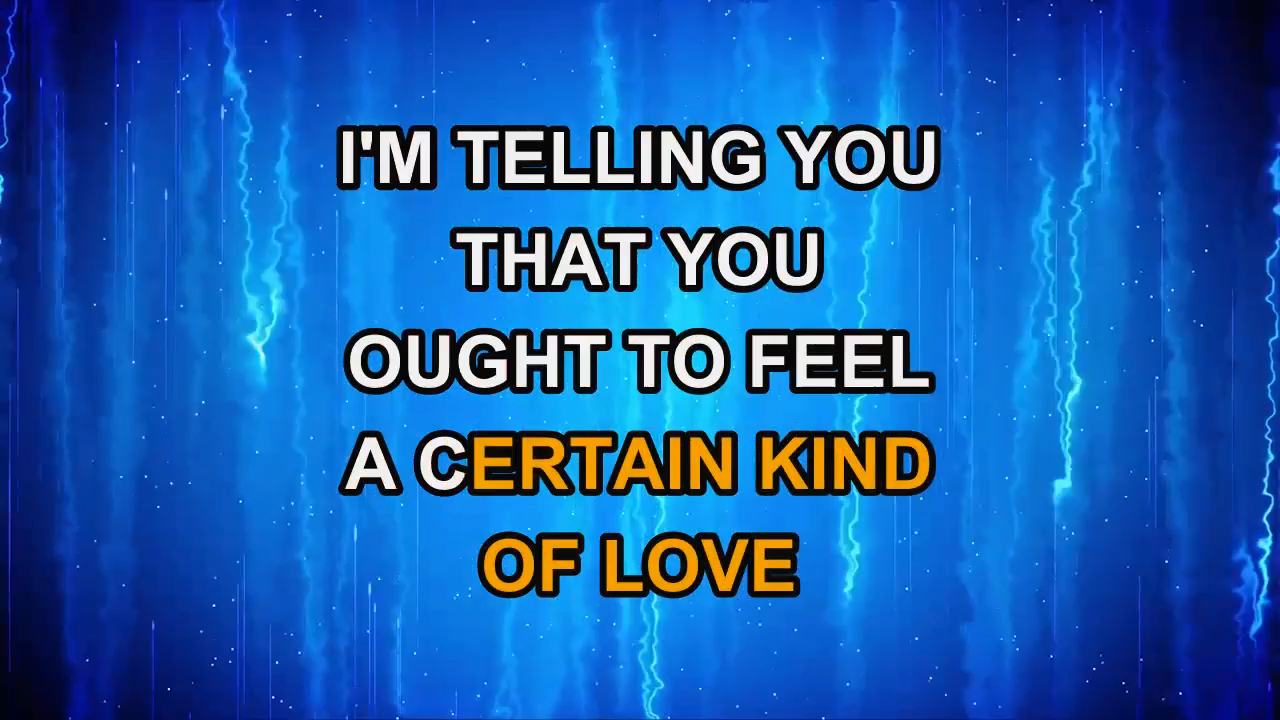 I'M TELLING YOU
THAT YOU
OUGHT TO FEEL
A CERTAIN KIND
OF LOVE